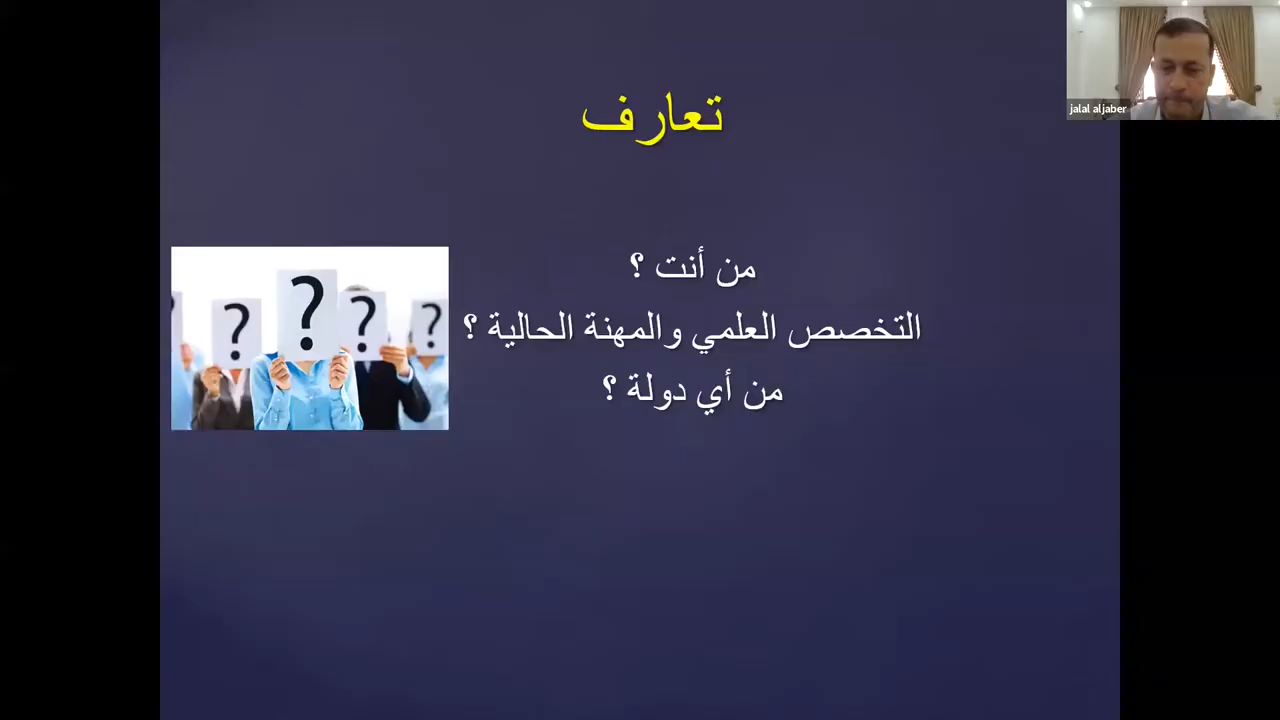 jalal aljaber
تعارف
من أنت ؟
التخصص العلمي والمهنة الحالية ؟
من أي دولة ؟
? ? ? ?